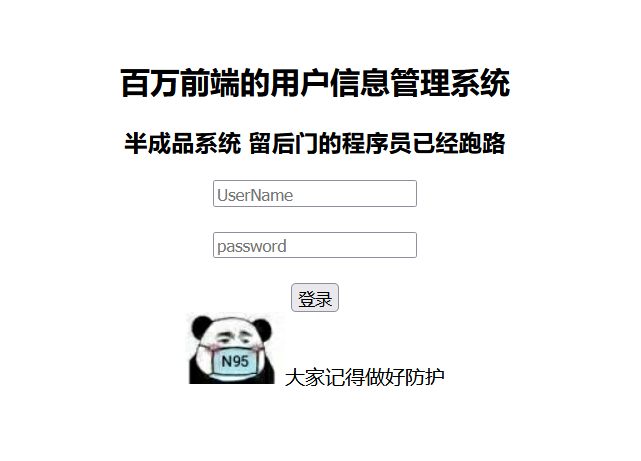 百万前端的用户信息管理系统
半成品系统 留后门的程序员已经跑路
UserName
password
登录
N95
大家记得做好防护